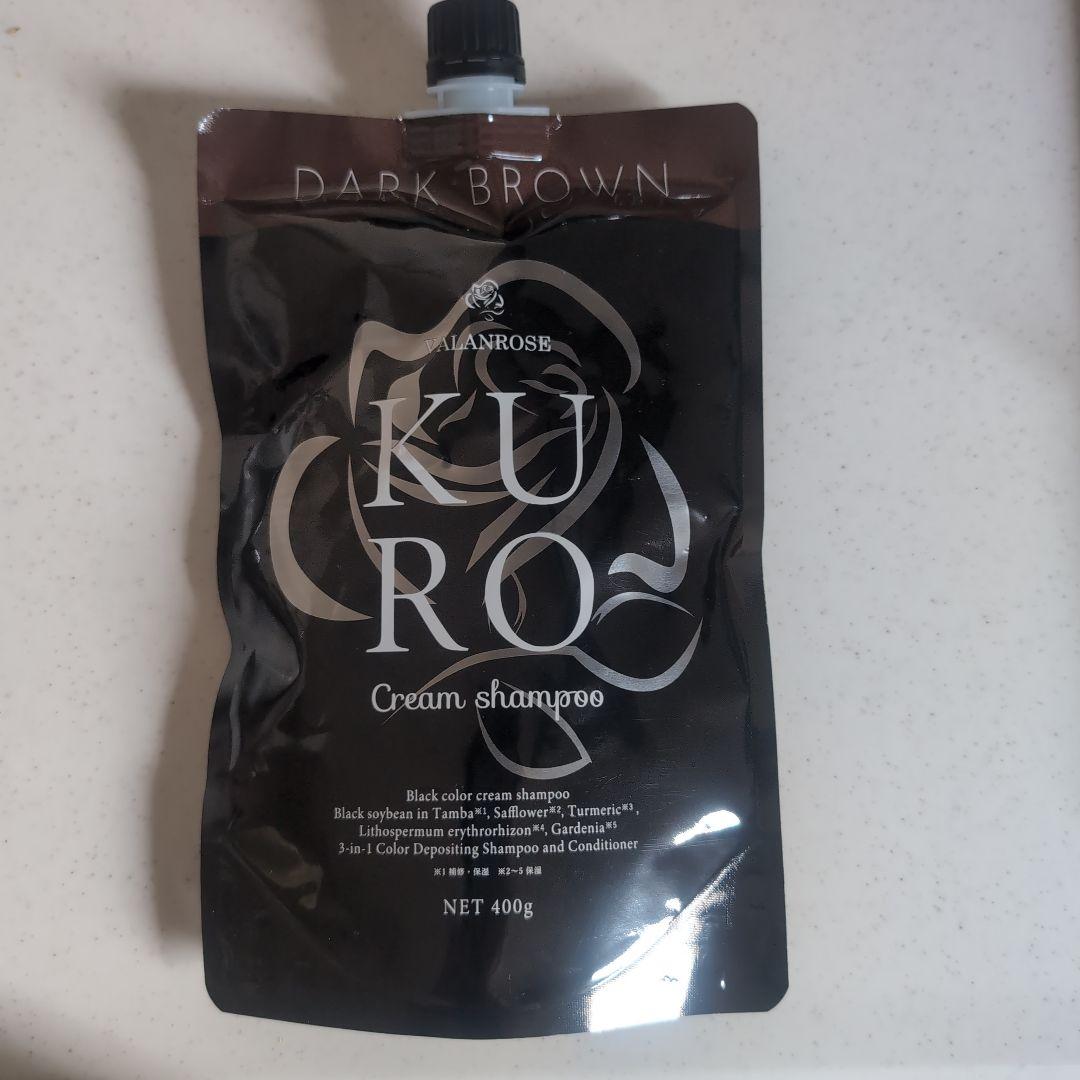 DARK BROWN
VALANROSE
KU
RO
Cream shampoo
Black color cream shampoo
Black soybean in Tamba※1, Safflower※2, Turmeric※3,
Lithospermum erythrorhizon※4, Gardenia※5
3-in-1 Color Depositing Shampoo and Conditioner
※1 補修・保湿 ※2～5 保湿
NET 400g